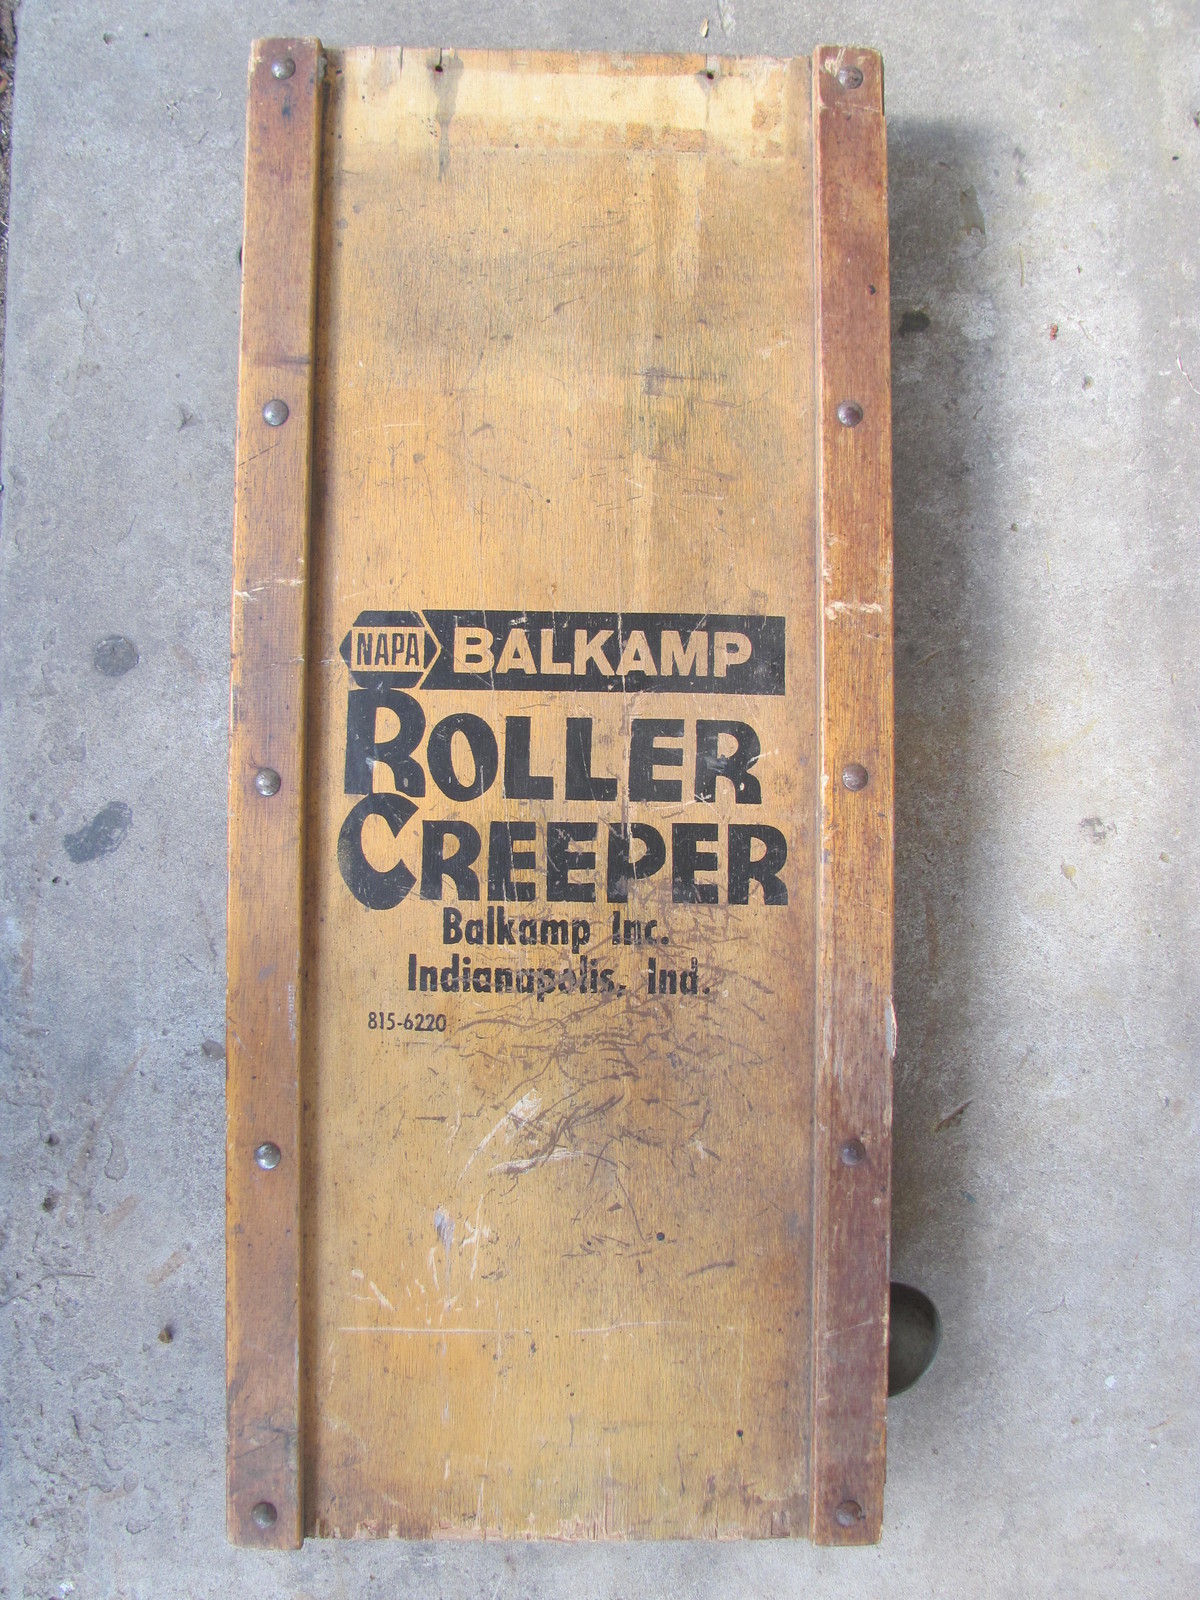 NAPA BALKAMP
ROLLER
CREEPER
Balkamp Inc.
Indianapolis, Ind.
815-6220